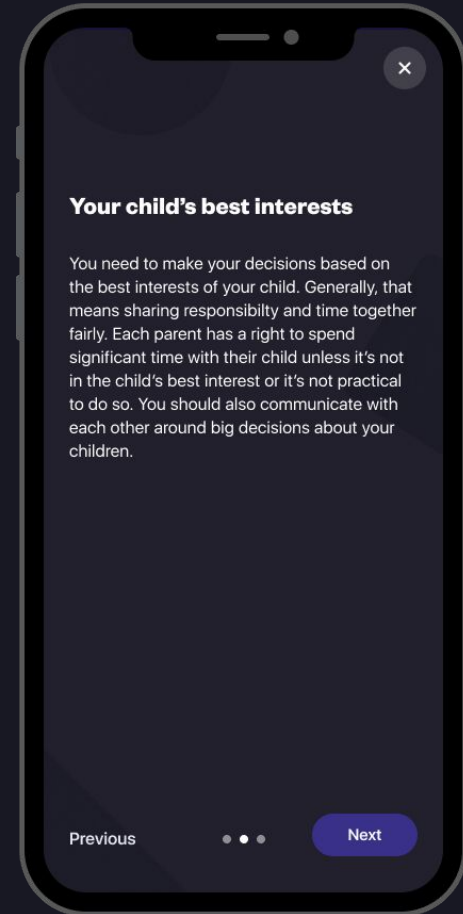 Your child’s best interests
You need to make your decisions based on
the best interests of your child. Generally, that
means sharing responsibilty and time together
fairly. Each parent has a right to spend
significant time with their child unless it’s not
in the child’s best interest or it’s not practical
to do so. You should also communicate with
each other around big decisions about your
children.
Previous
Next